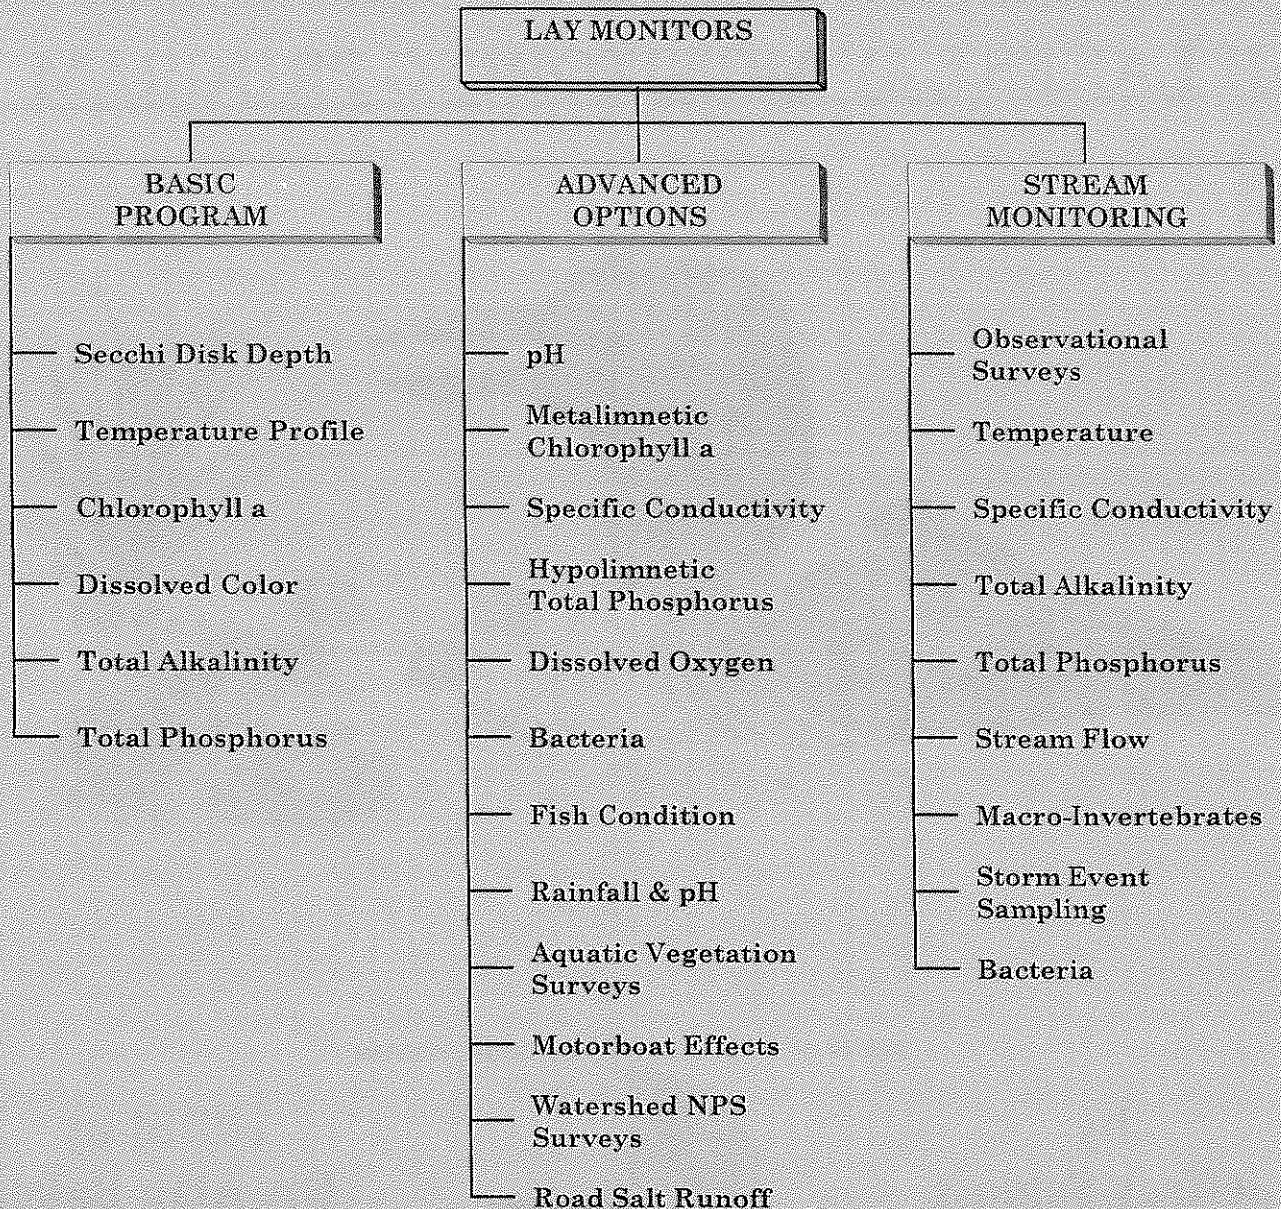 LAY MONITORS
BASIC
PROGRAM
Secchi Disk Depth
Temperature Profile
Chlorophyll a
Dissolved Color
Total Alkalinity
Total Phosphorus
ADVANCED
OPTIONS
pH
Metalimnetic
Chlorophyll a
Specific Conductivity
Hypolimnetic
Total Phosphorus
Dissolved Oxygen
Bacteria
Fish Condition
Rainfall & pH
Aquatic Vegetation
Surveys
Motorboat Effects
Watershed NPS
Surveys
Road Salt Runoff
STREAM
MONITORING
Observational
Surveys
Temperature
Specific Conductivity
Total Alkalinity
Total Phosphorus
Stream Flow
Macro-Invertebrates
Storm Event
Sampling
Bacteria